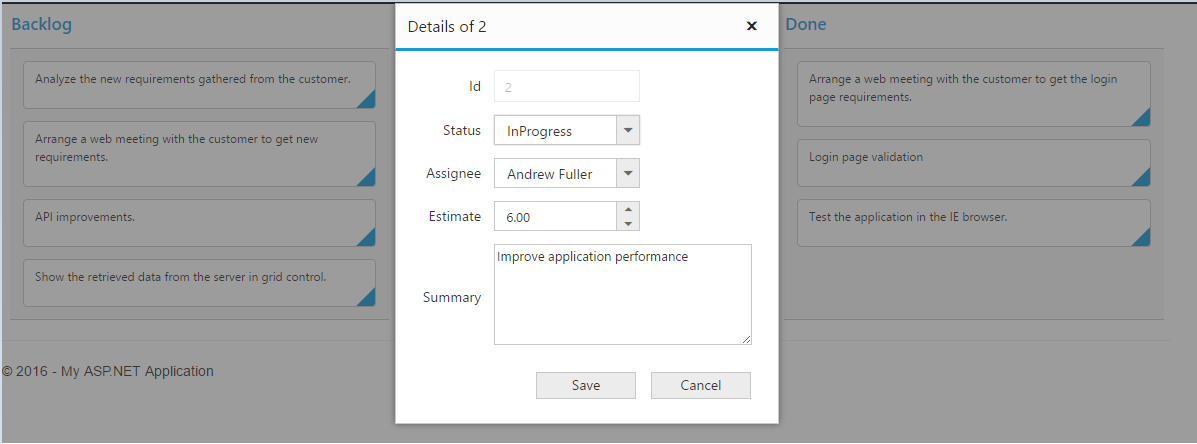 Backlog
Analyze the new requirements gathered from the customer.
Arrange a web meeting with the customer to get new
requirements.
API improvements.
Show the retrieved data from the server in grid control.
Details of 2
Id
2
Status
InProgress
Assignee
Andrew Fuller
Estimate
6.00
Summary
Improve application performance
Save
Cancel
Done
Arrange a web meeting with the customer to get the login
page requirements.
Login page validation
Test the application in the IE browser.
© 2016 - My ASP.NET Application